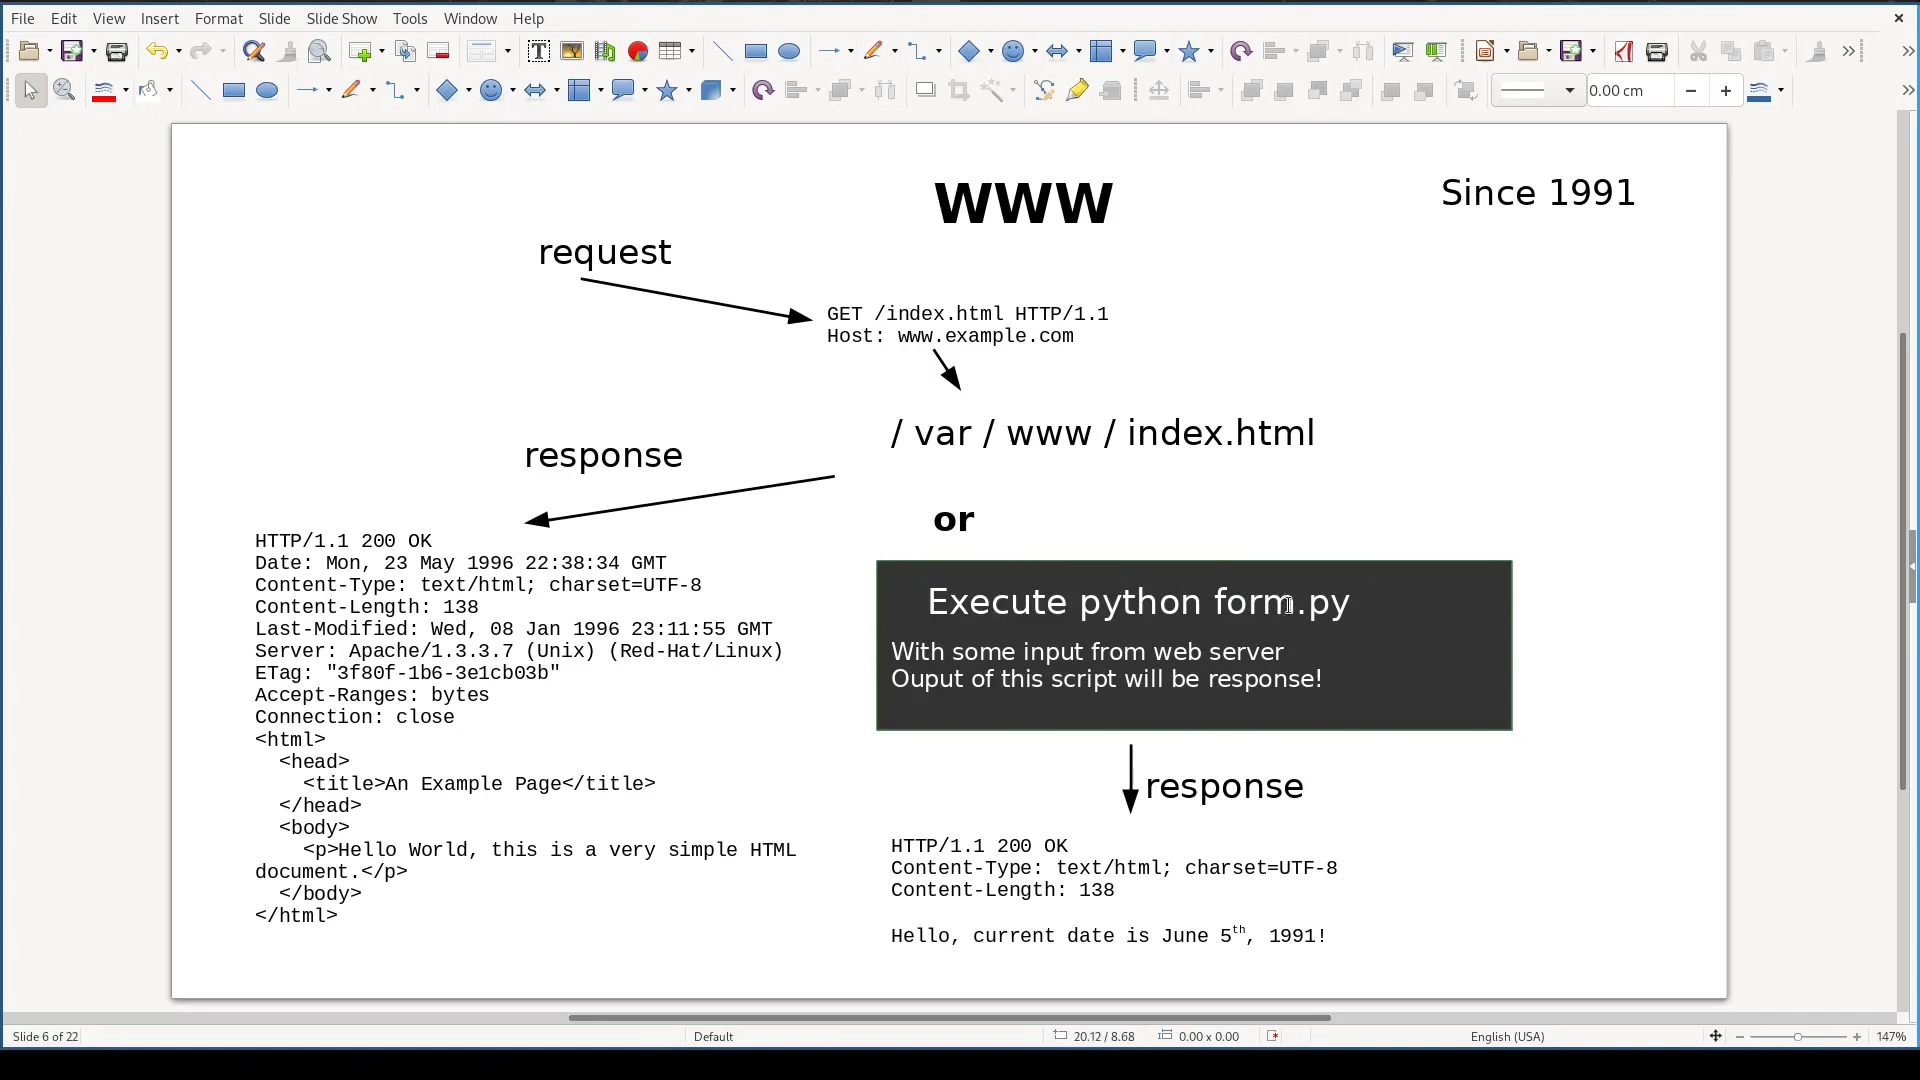 File Edit View Insert Format Slide Slide Show Tools Window Help
0.00 cm
WWW
Since 1991
request
GET /index.html HTTP/1.1
Host: www.example.com
/ var / www / index.html
response
or
HTTP/1.1 200 OK
Date: Mon, 23 May 1996 22:38:34 GMT
Content-Type: text/html; charset=UTF-8
Content-Length: 138
Last-Modified: Wed, 08 Jan 1996 23:11:55 GMT
Server: Apache/1.3.3.7 (Unix) (Red-Hat/Linux)
ETag: "3f80f-1b6-3e1cb03b"
Accept-Ranges: bytes
Connection: close
<html>
  <head>
    <title>An Example Page</title>
  </head>
  <body>
    <p>Hello World, this is a very simple HTML
document.</p>
  </body>
</html>
Execute python form.py
With some input from web server
Ouput of this script will be response!
response
HTTP/1.1 200 OK
Content-Type: text/html; charset=UTF-8
Content-Length: 138
Hello, current date is June 5th, 1991!
Slide 6 of 22
Default
20.12 / 8.68
0.00 x 0.00
English (USA)
147%